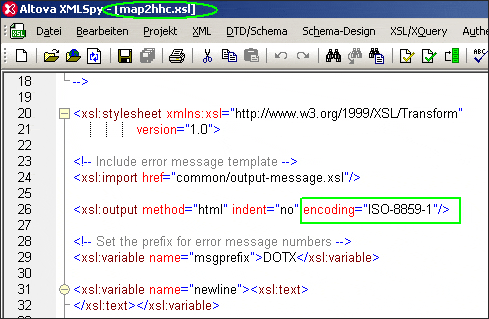 Altova XMLSpy - [map2hhc.xsl]
XSL Datei Bearbeiten Projekt XML DTD/Schema Schema-Design XSL/XQuery Authe
18 -->
19
20 <xsl:stylesheet xmlns:xsl="http://www.w3.org/1999/XSL/Transform"
21 version="1.0">
22
23 <!-- Include error message template -->
24 <xsl:import href="common/output-message.xsl"/>
25
26 <xsl:output method="html" indent="no" encoding="ISO-8859-1"/>
27
28 <!-- Set the prefix for error message numbers -->
29 <xsl:variable name="msgprefix">DOTX</xsl:variable>
30
31 <xsl:variable name="newline"><xsl:text>
32 </xsl:text></xsl:variable>